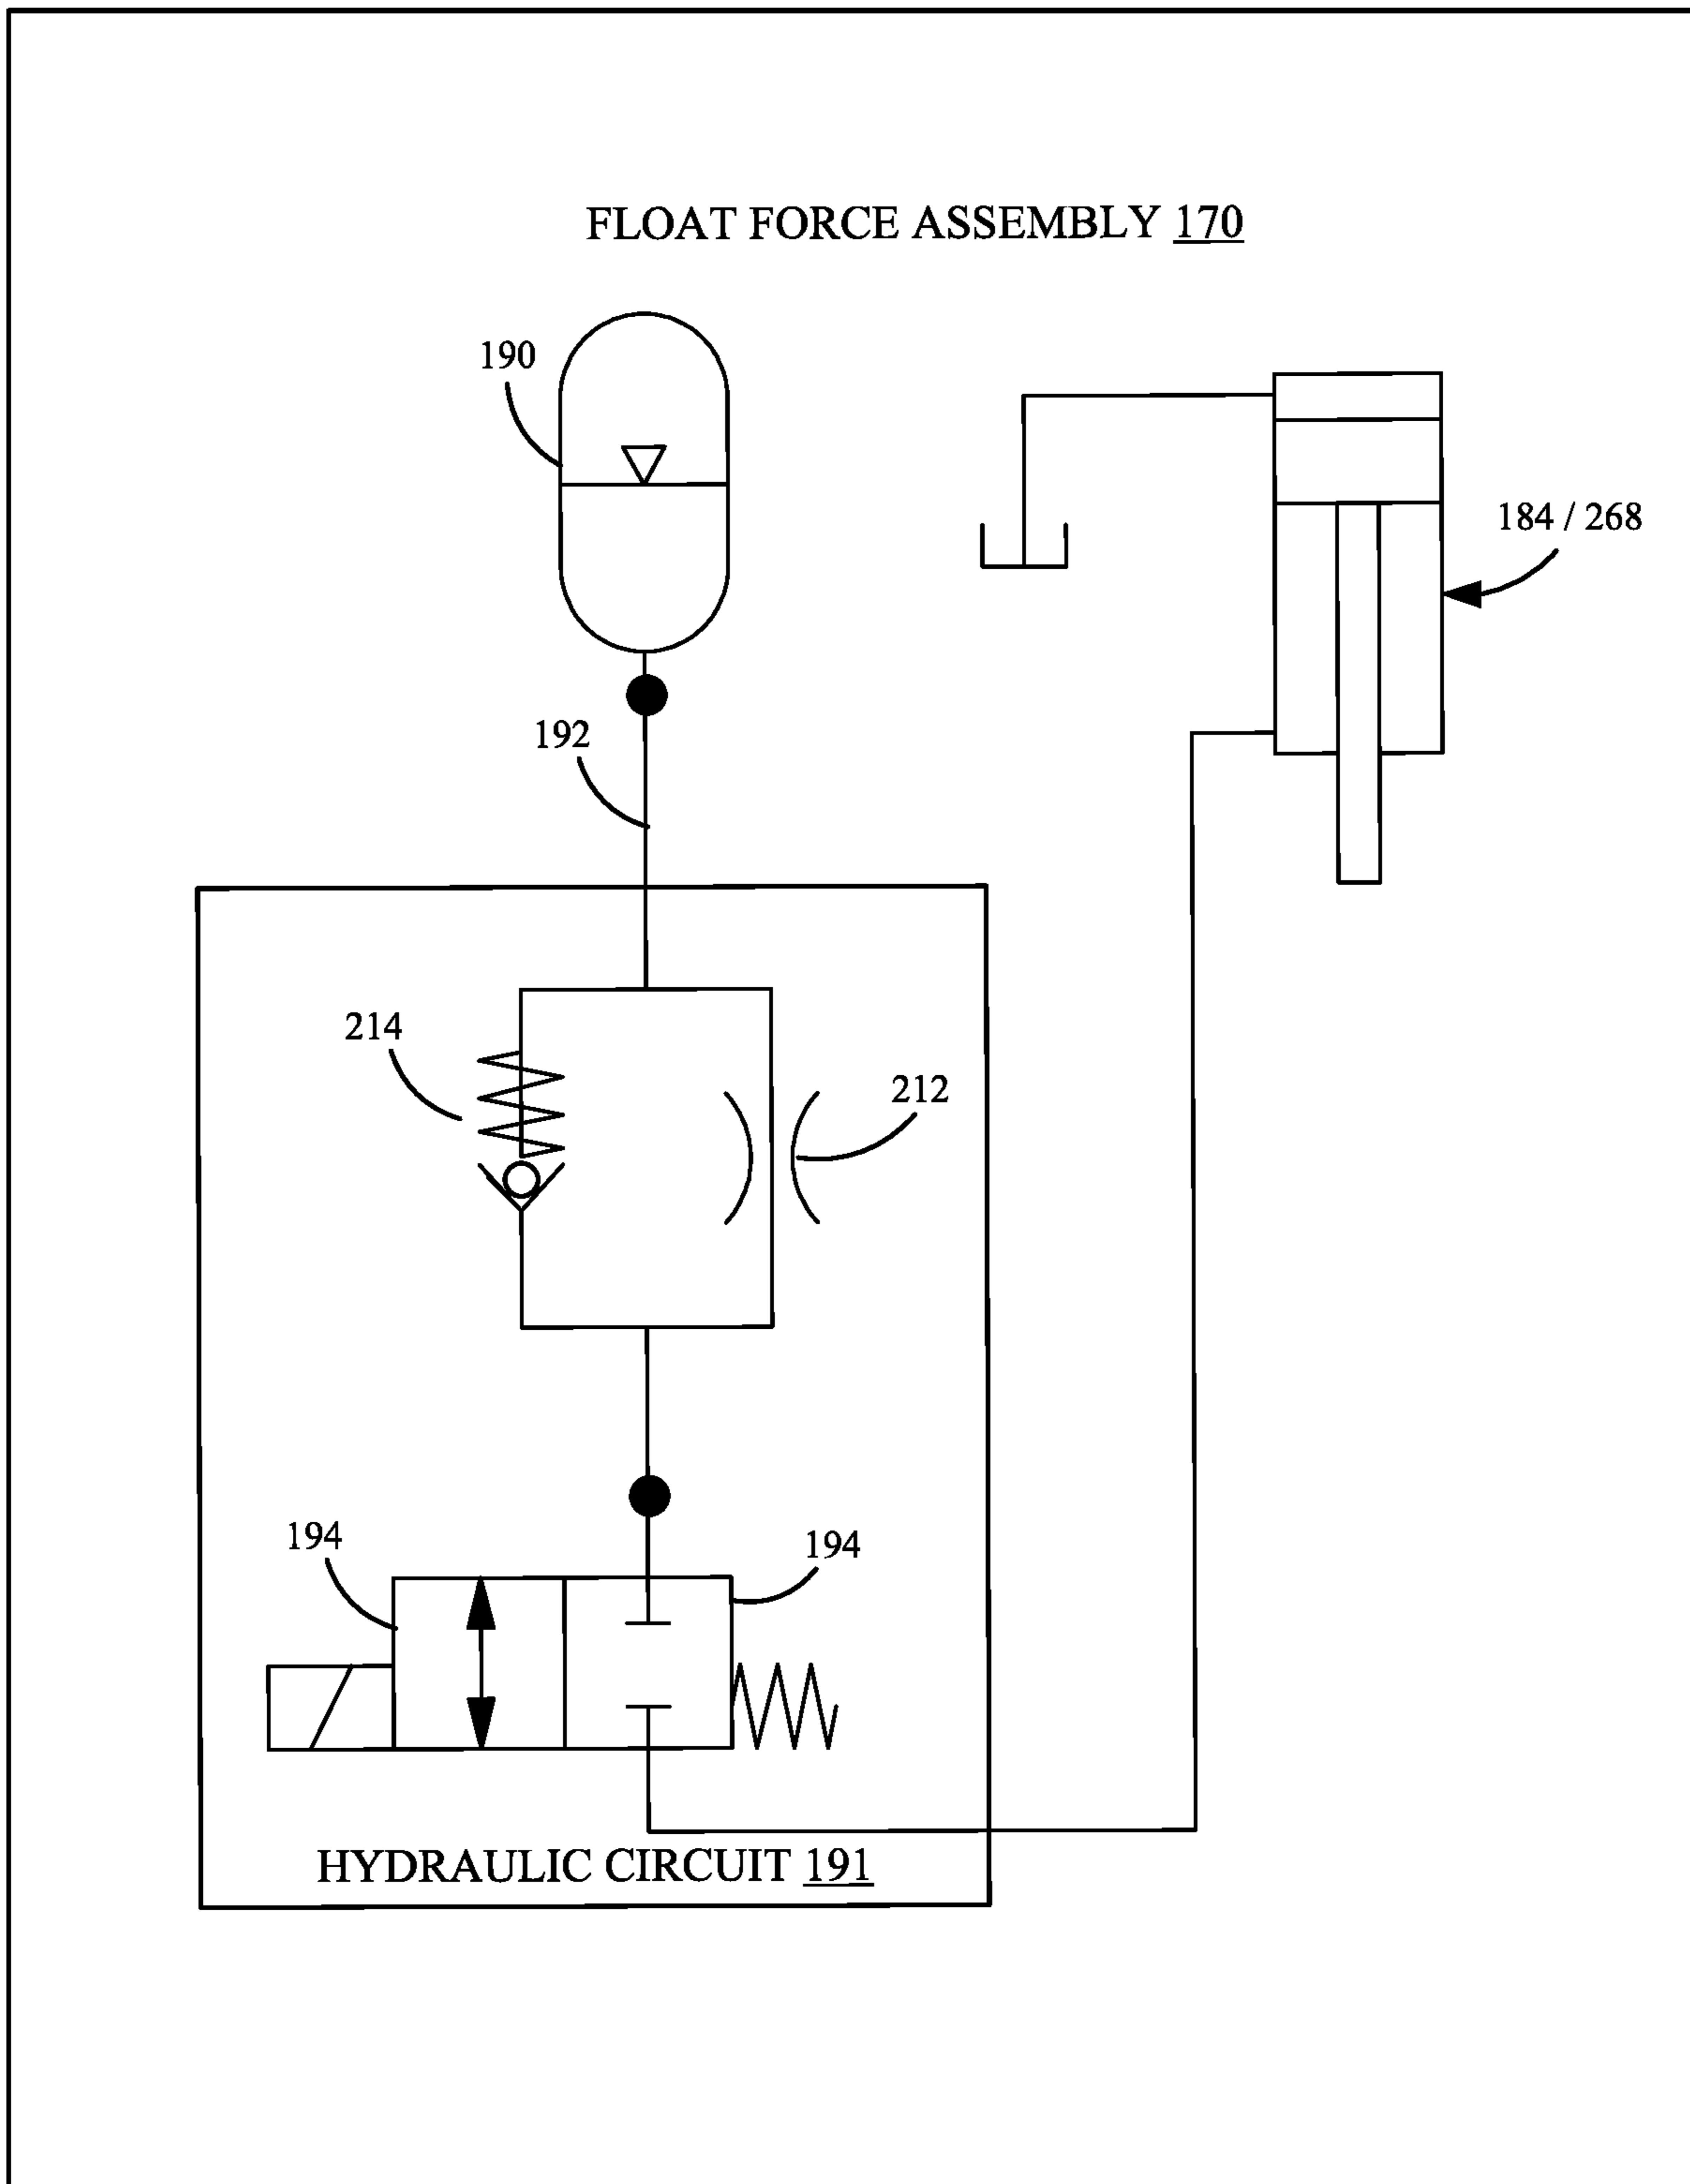 FLOAT FORCE ASSEMBLY 170
190
184 / 268
192
214
212
194
194
HYDRAULIC CIRCUIT 191